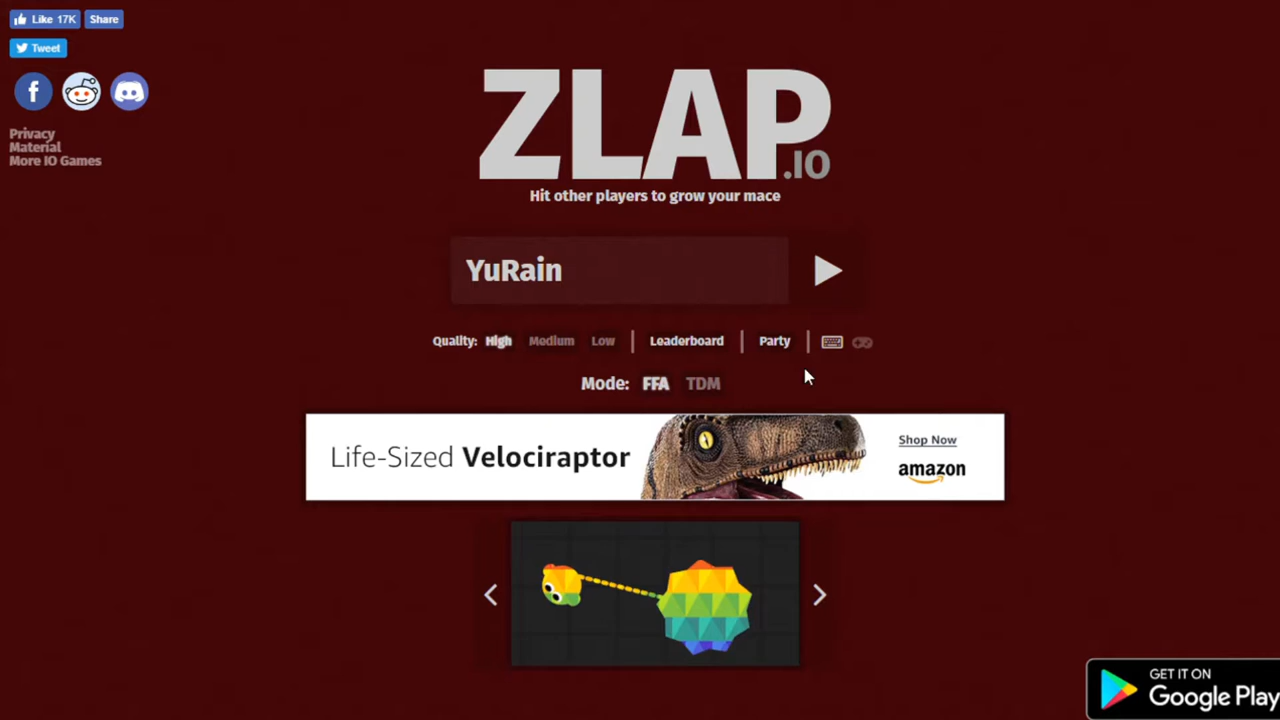 Like 17K Share
Tweet
Privacy
Material
More IO Games
ZLAP.IO
Hit other players to grow your mace
YuRain
Quality: High Medium Low | Leaderboard | Party |
Mode: FFA TDM
Life-Sized Velociraptor
Shop Now
amazon
GET IT ON
Google Play